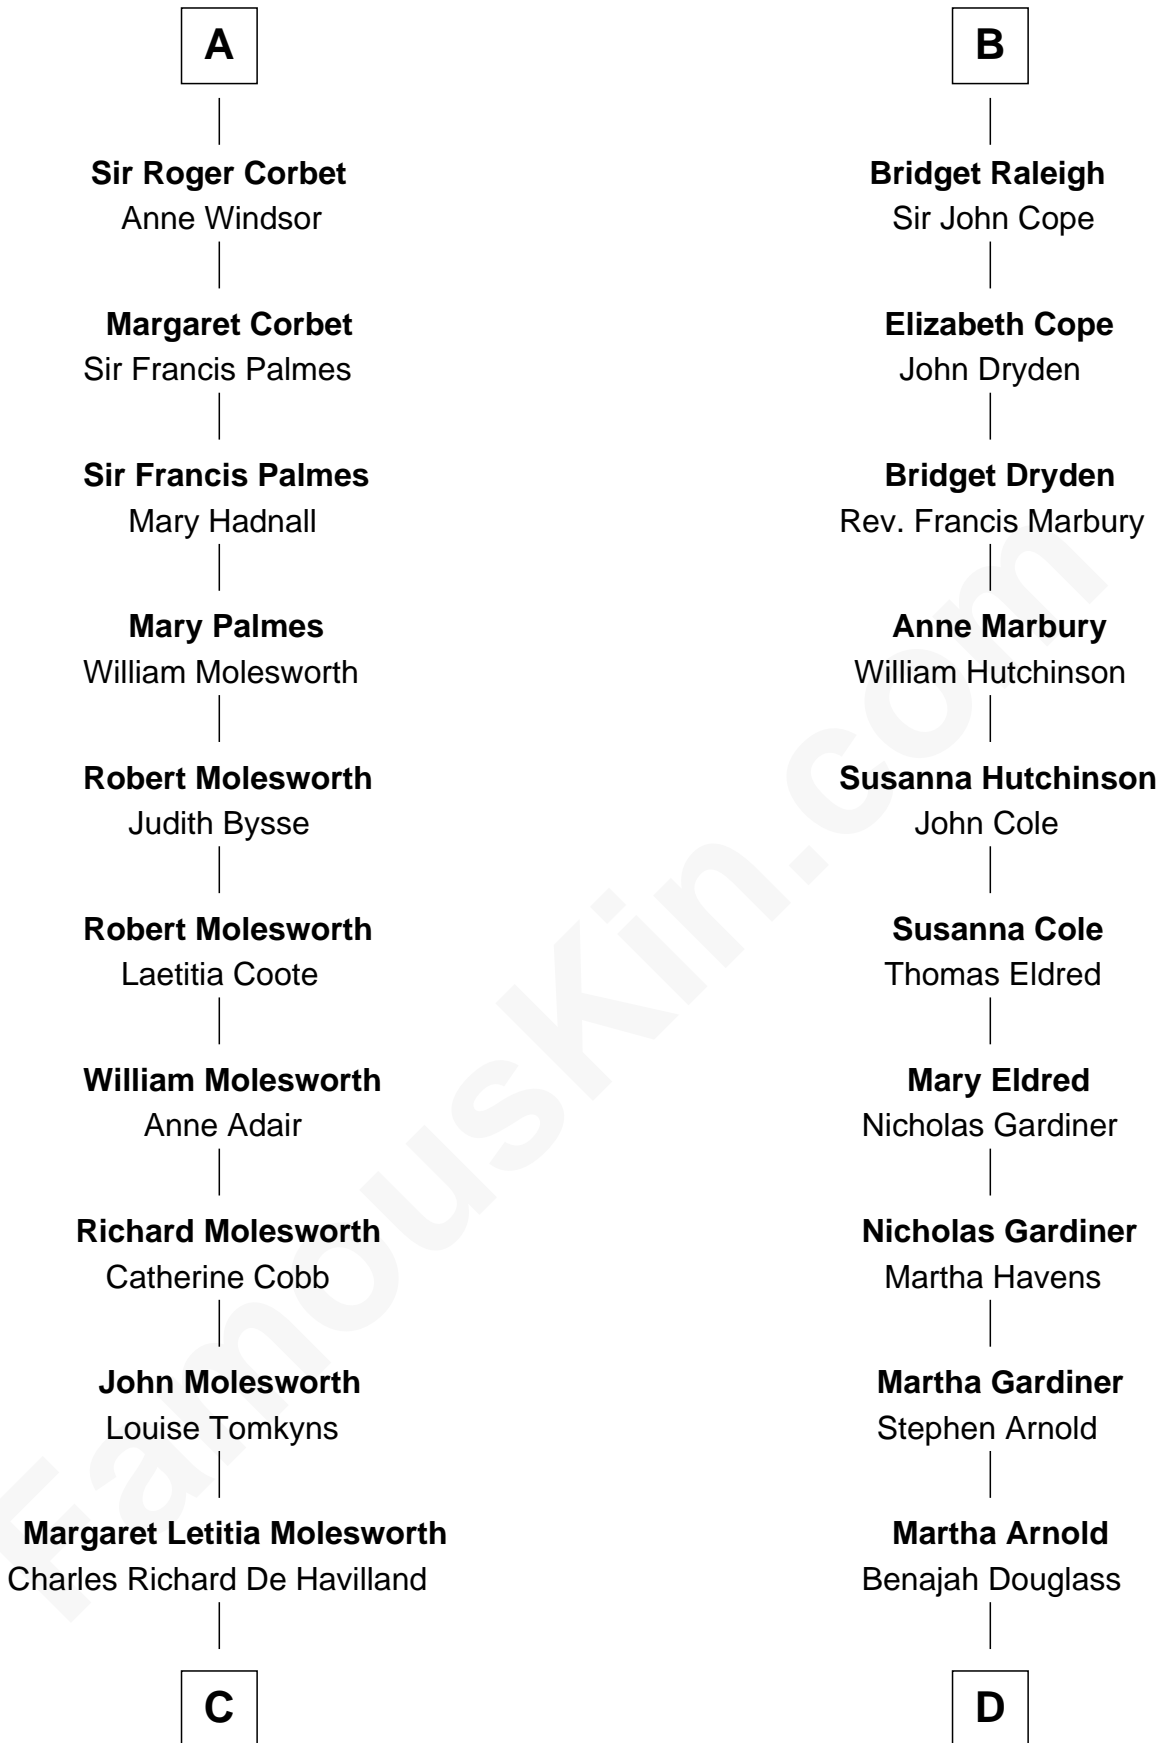 A
Sir Roger Corbet
Anne Windsor
Margaret Corbet
Sir Francis Palmes
Sir Francis Palmes
Mary Hadnall
Mary Palmes
William Molesworth
Robert Molesworth
Judith Bysse
Robert Molesworth
Laetitia Coote
William Molesworth
Anne Adair
Richard Molesworth
Catherine Cobb
John Molesworth
Louise Tomkyns
Margaret Letitia Molesworth
Charles Richard De Havilland
C
B
Bridget Raleigh
Sir John Cope
Elizabeth Cope
John Dryden
Bridget Dryden
Rev. Francis Marbury
Anne Marbury
William Hutchinson
Susanna Hutchinson
John Cole
Susanna Cole
Thomas Eldred
Mary Eldred
Nicholas Gardiner
Nicholas Gardiner
Martha Havens
Martha Gardiner
Stephen Arnold
Martha Arnold
Benajah Douglass
D
FamousKin.com